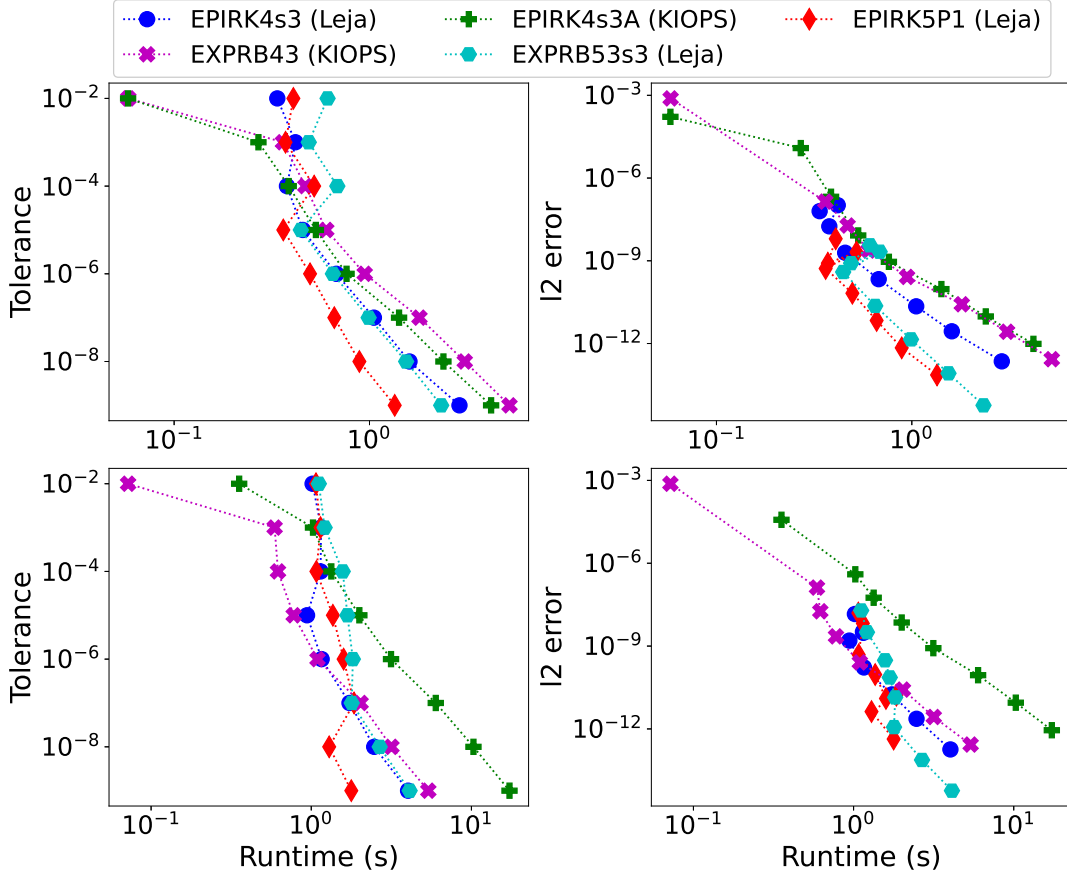 EPIRK4s3 (Leja) EPIRK4s3A (KIOPS) EPIRK5P1 (Leja)
EXPRB43 (KIOPS) EXPRB53s3 (Leja)
Tolerance
10^-2
10^-4
10^-6
10^-8
10^-1 10^0
l2 error
10^-3
10^-6
10^-9
10^-12
10^-1 10^0
Tolerance
10^-2
10^-4
10^-6
10^-8
10^-1 10^0 10^1
Runtime (s)
l2 error
10^-3
10^-6
10^-9
10^-12
10^-1 10^0 10^1
Runtime (s)